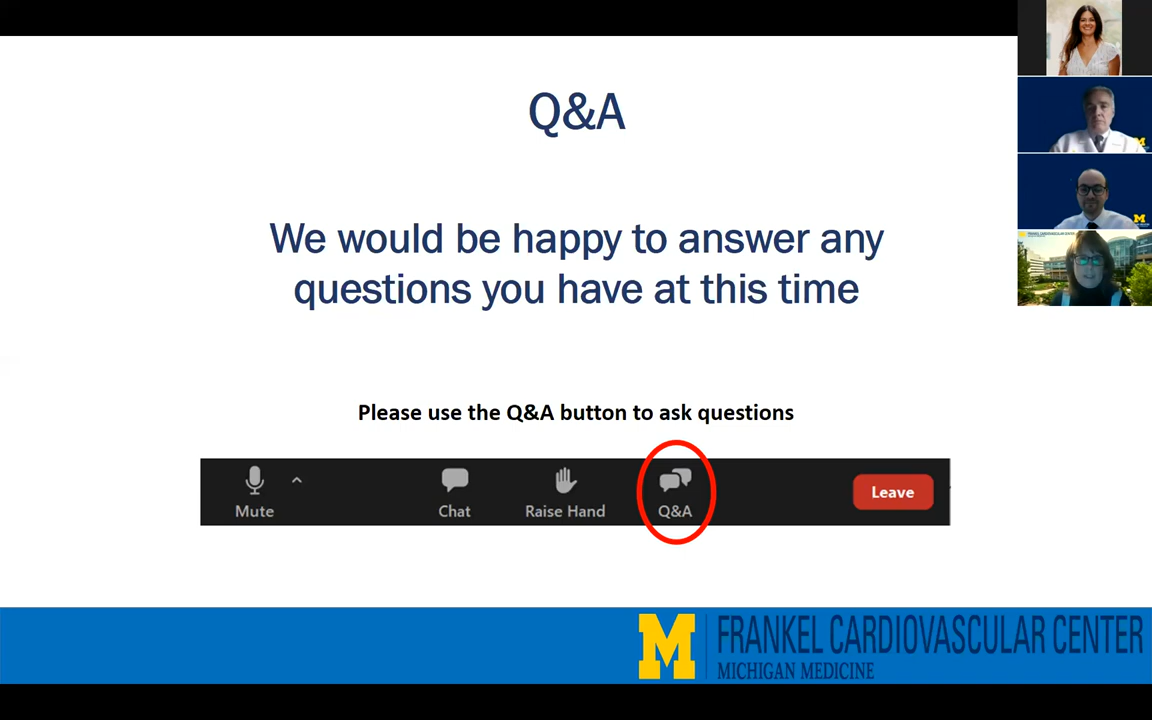 Q&A
We would be happy to answer any
questions you have at this time
Please use the Q&A button to ask questions
Mute
Chat
Raise Hand
Q&A
Leave
M
FRANKEL CARDIOVASCULAR CENTER
MICHIGAN MEDICINE